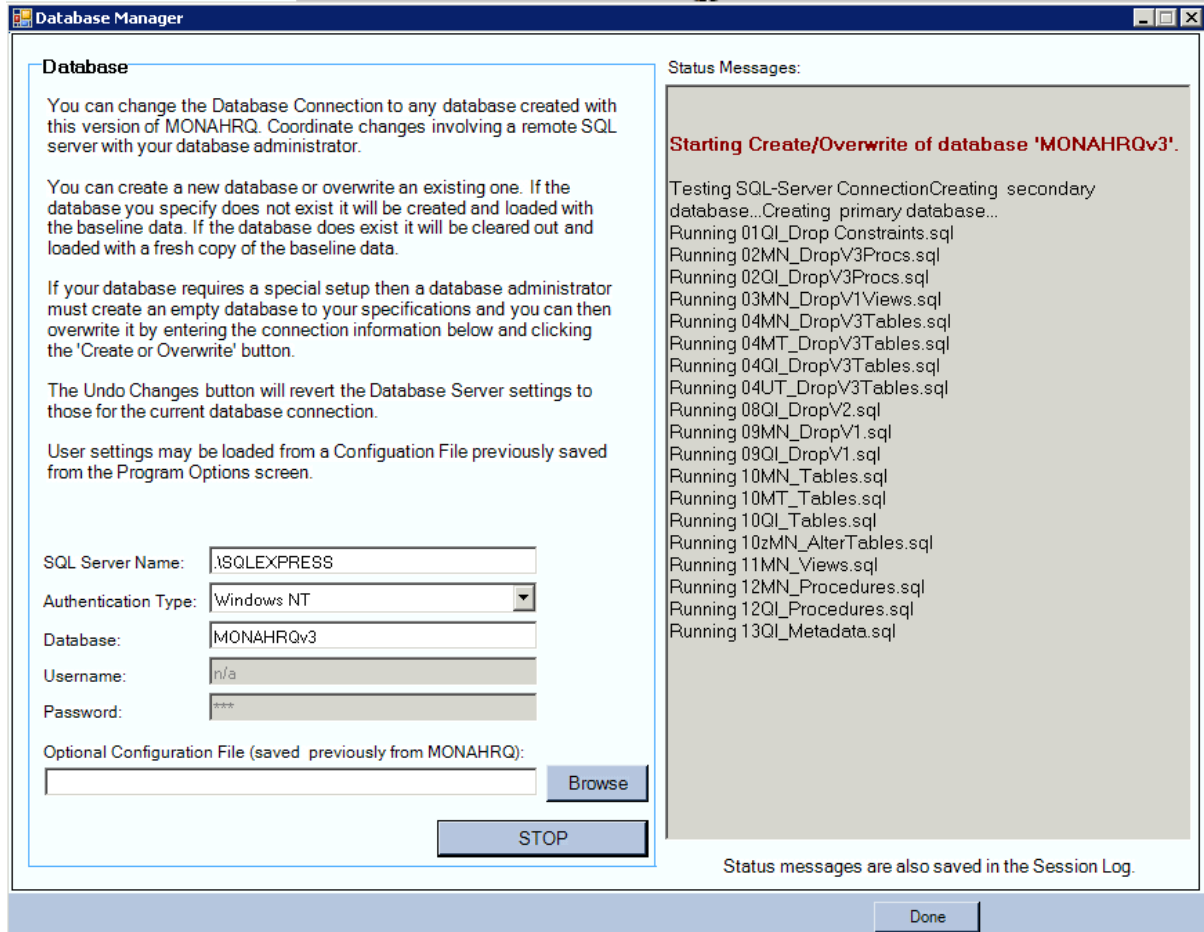 Database Manager
Database
You can change the Database Connection to any database created with
this version of MONAHRQ. Coordinate changes involving a remote SQL
server with your database administrator.
You can create a new database or overwrite an existing one. If the
database you specify does not exist it will be created and loaded with
the baseline data. If the database does exist it will be cleared out and
loaded with a fresh copy of the baseline data.
If your database requires a special setup then a database administrator
must create an empty database to your specifications and you can then
overwrite it by entering the connection information below and clicking
the 'Create or Overwrite' button.
The Undo Changes button will revert the Database Server settings to
those for the current database connection.
User settings may be loaded from a Configuation File previously saved
from the Program Options screen.
SQL Server Name: .\SQLEXPRESS
Authentication Type: Windows NT
Database: MONAHRQv3
Username: n/a
Password: ***
Optional Configuration File (saved previously from MONAHRQ):
Browse
STOP
Status Messages:
Starting Create/Overwrite of database 'MONAHRQv3'.
Testing SQL-Server ConnectionCreating secondary
database...Creating primary database...
Running 01QI_Drop Constraints.sql
Running 02MN_DropV3Procs.sql
Running 02QI_DropV3Procs.sql
Running 03MN_DropV1Views.sql
Running 04MN_DropV3Tables.sql
Running 04MT_DropV3Tables.sql
Running 04QI_DropV3Tables.sql
Running 04UT_DropV3Tables.sql
Running 08QI_DropV2.sql
Running 09MN_DropV1.sql
Running 09QI_DropV1.sql
Running 10MN_Tables.sql
Running 10MT_Tables.sql
Running 10QI_Tables.sql
Running 10zMN_AlterTables.sql
Running 11MN_Views.sql
Running 12MN_Procedures.sql
Running 12QI_Procedures.sql
Running 13QI_Metadata.sql
Status messages are also saved in the Session Log.
Done